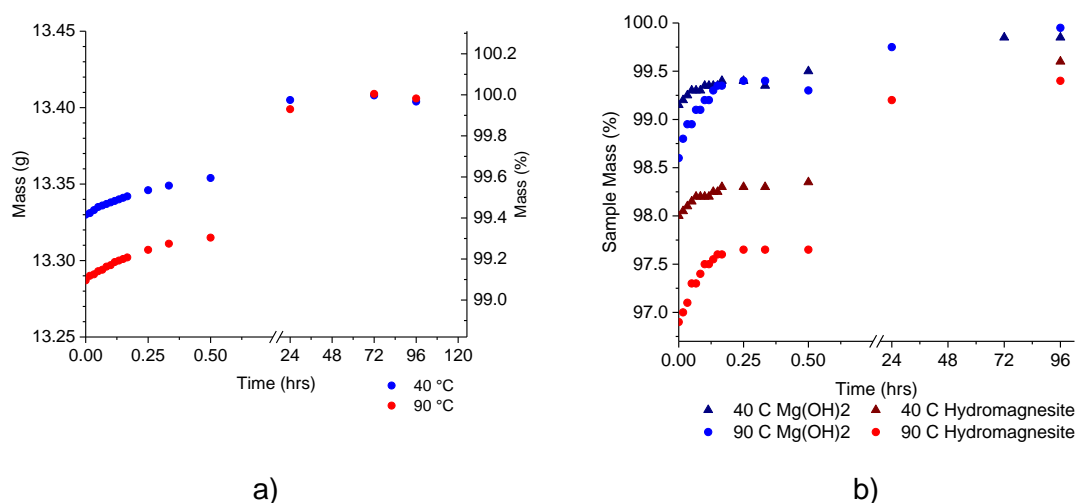 13.45
13.40
13.35
13.30
13.25
Mass (g)
100.2
100.0
99.8
99.6
99.4
99.2
99.0
Mass (%)
0.00 0.25 0.50 24 48 72 96 120
Time (hrs)
40 °C
90 °C
a)
100.0
99.5
99.0
98.5
98.0
97.5
97.0
Sample Mass (%)
0.00 0.25 0.50 24 48 72 96
Time (hrs)
40 C Mg(OH)2 40 C Hydromagnesite
90 C Mg(OH)2 90 C Hydromagnesite
b)